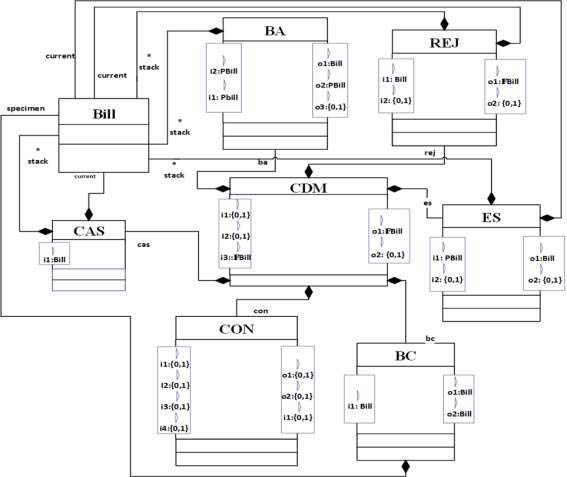 BA
i2:PBill
i1: Pbill
o1:Bill
o2:PBill
o3:{0,1}
REJ
i1: Bill
i2: {0,1}
o1:FBill
o2: {0,1}
current
current
*
stack
specimen
Bill
*
stack
*
stack
*
stack
current
ba
rej
CDM
i1:{0,1}
i2:{0,1}
i3::FBill
o1:FBill
o2: {0,1}
es
ES
i1: PBill
i2: {0,1}
o1:Bill
o2: {0,1}
CAS
i1:Bill
cas
con
CON
i1:{0,1}
I2:{0,1}
i3:{0,1}
i4:{0,1}
o1:{0,1}
o2:{0,1}
i1:{0,1}
bc
BC
i1: Bill
o1:Bill
o2:Bill